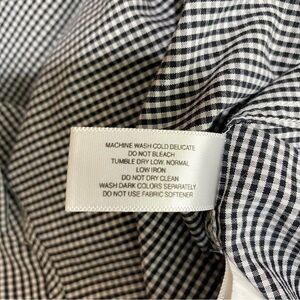 MACHINE WASH COLD DELICATE
DO NOT BLEACH
TUMBLE DRY LOW. NORMAL
LOW IRON
DO NOT DRY CLEAN
WASH DARK COLORS SEPARATELY
DO NOT USE FABRIC SOFTENER